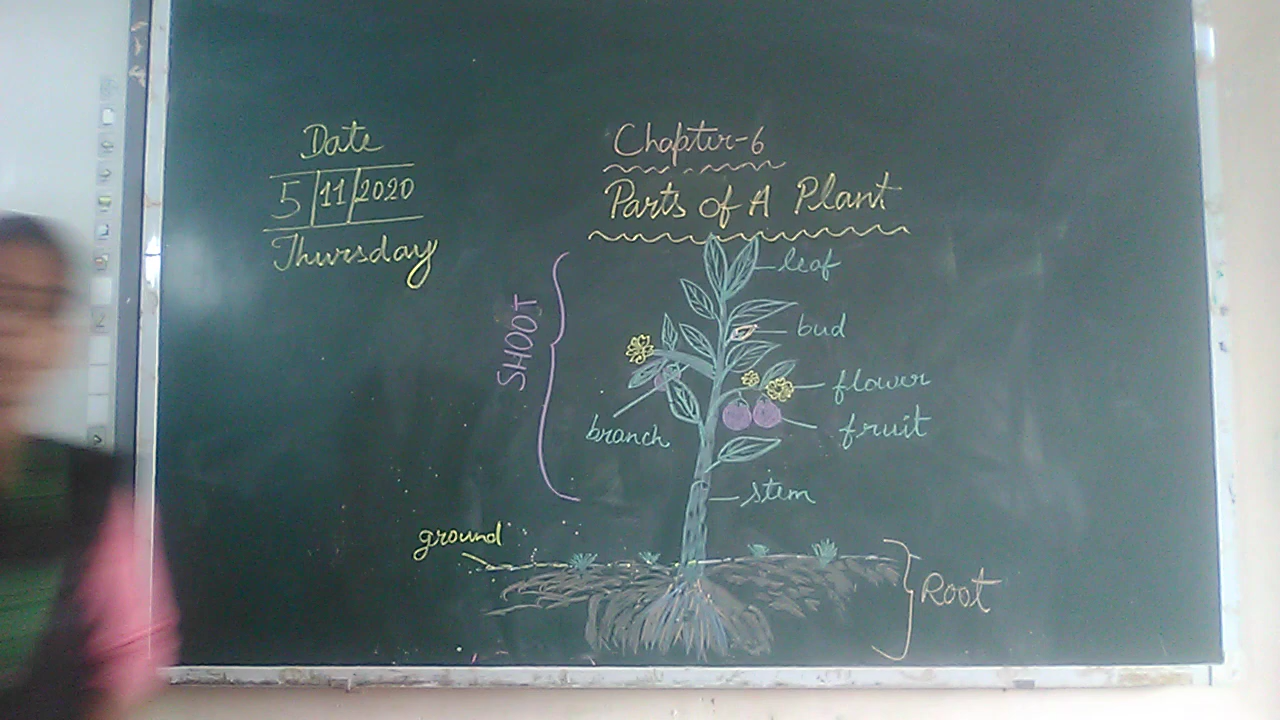 Date
5|11|2020
Thursday
Chapter-6
Parts of A Plant
SHOOT
leaf
bud
flower
fruit
branch
stem
ground
Root